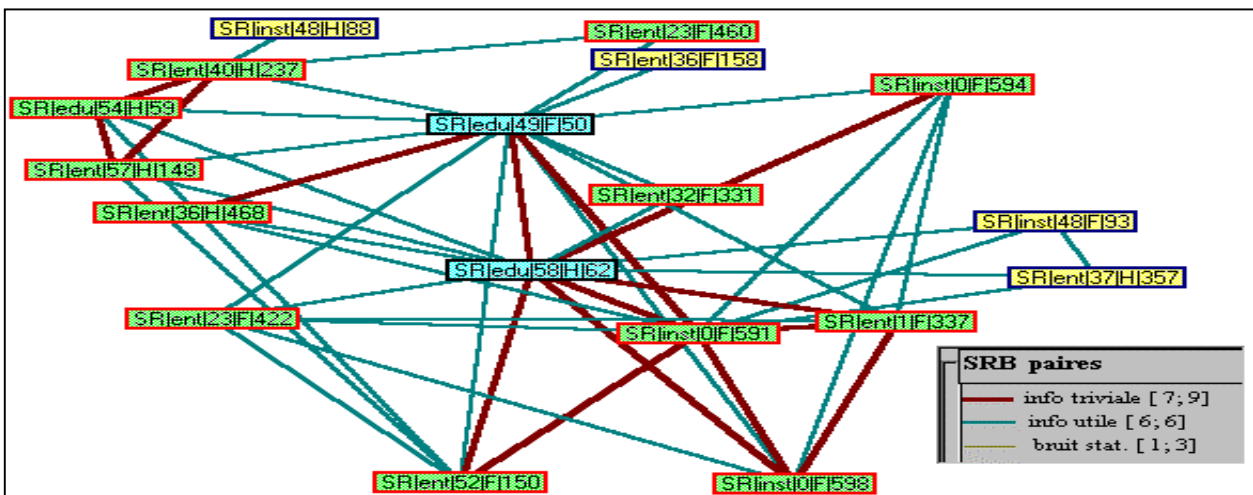 SR|inst|48|H|88
SR|ent|23|F|460
SR|ent|36|F|158
SR|ent|40|H|237
SR|inst|0|F|594
SR|edu|54|H|59
SR|edu|49|F|50
SR|ent|57|H|148
SR|ent|32|F|331
SR|ent|36|H|468
SR|inst|48|F|93
SR|edu|58|H|62
SR|ent|37|H|357
SR|ent|23|F|422
SR|inst|0|F|591
SR|ent|1|F|337
SRB paires
info triviale [ 7; 9]
info utile [ 6; 6]
bruit stat. [ 1; 3]
SR|ent|52|F|150
SR|inst|0|F|598